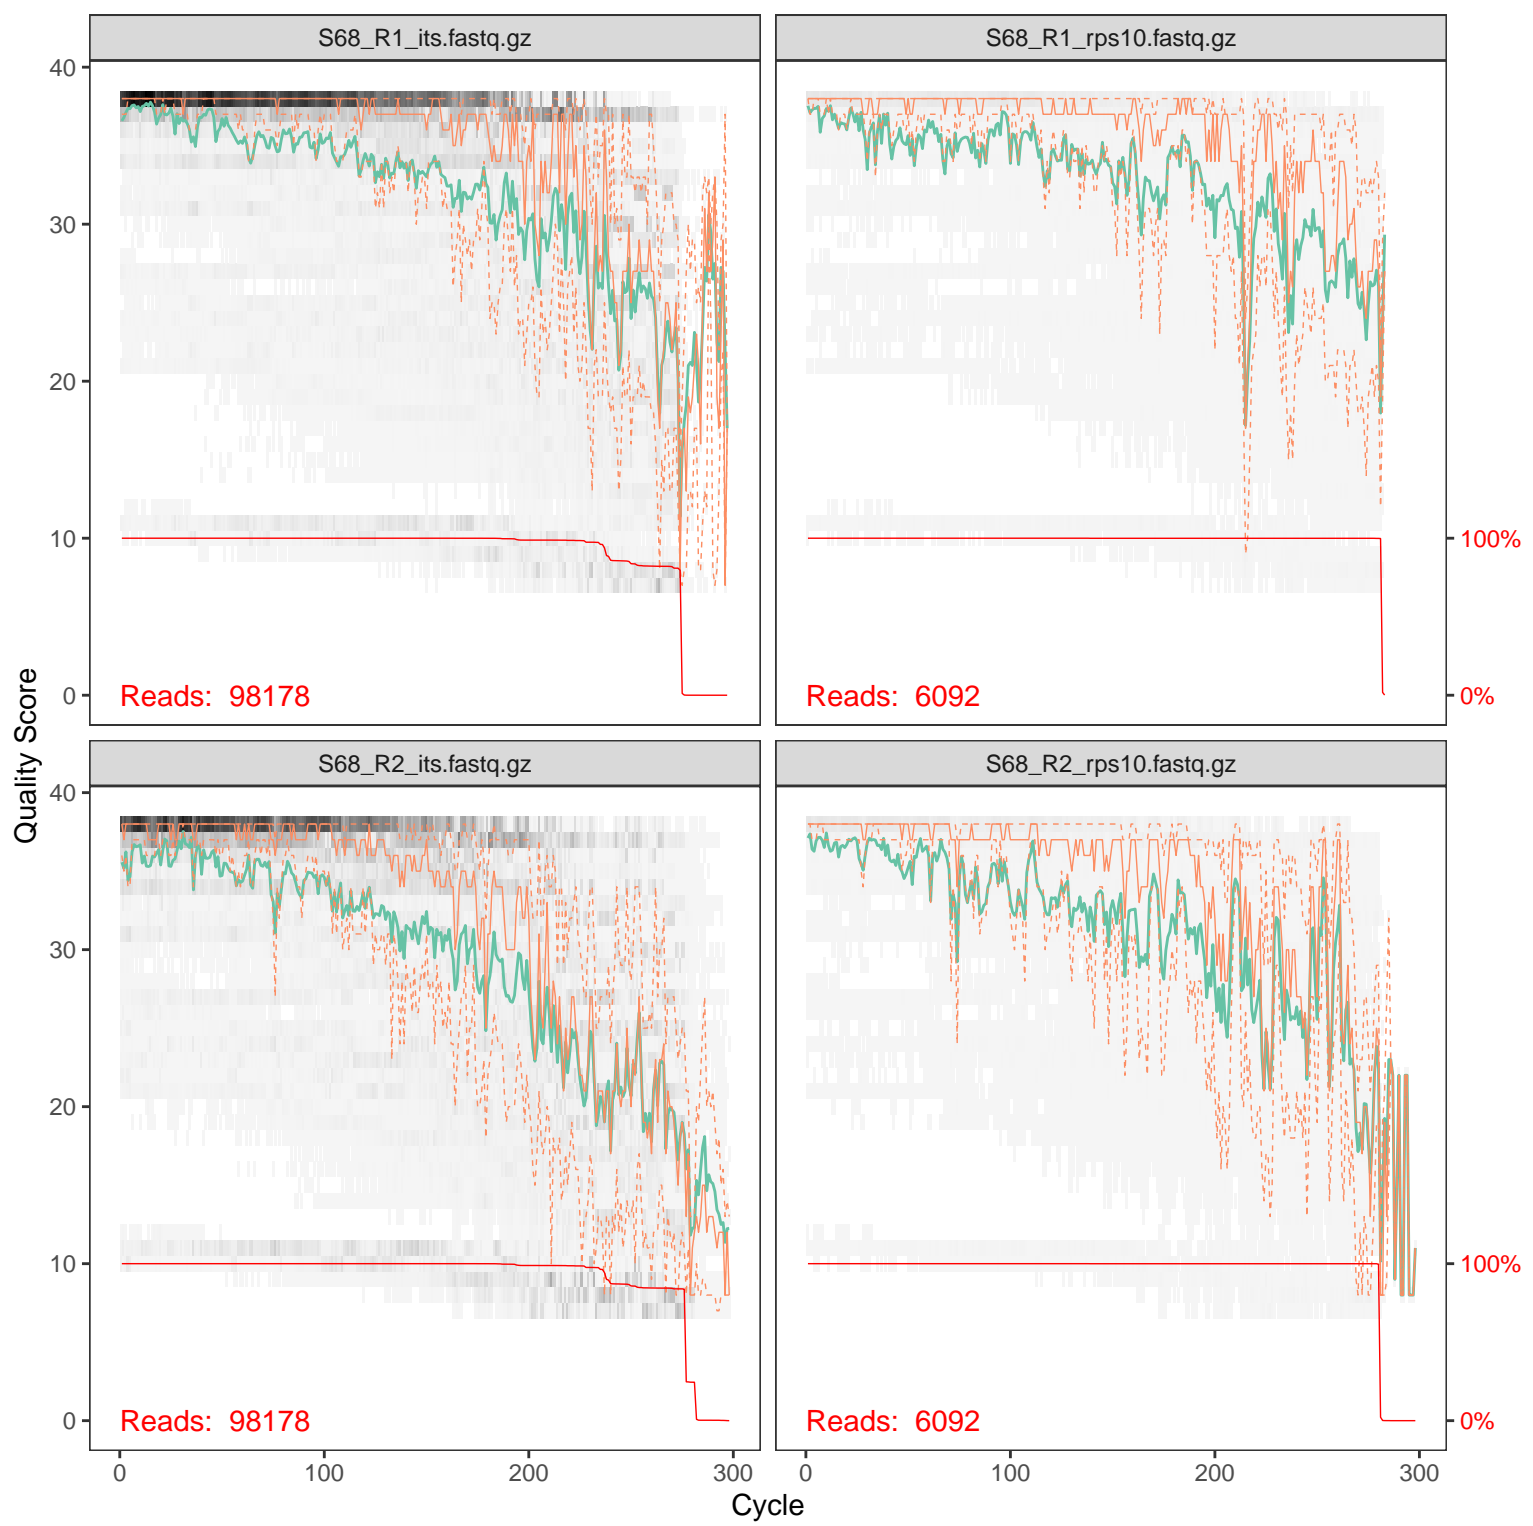 S68_R1_its.fastq.gz
S68_R1_rps10.fastq.gz
40
30
20
10
0
100%
0%
Reads: 98178
Reads: 6092
Quality Score
S68_R2_its.fastq.gz
S68_R2_rps10.fastq.gz
40
30
20
10
0
100%
0%
Reads: 98178
Reads: 6092
0 100 200 300
0 100 200 300
Cycle